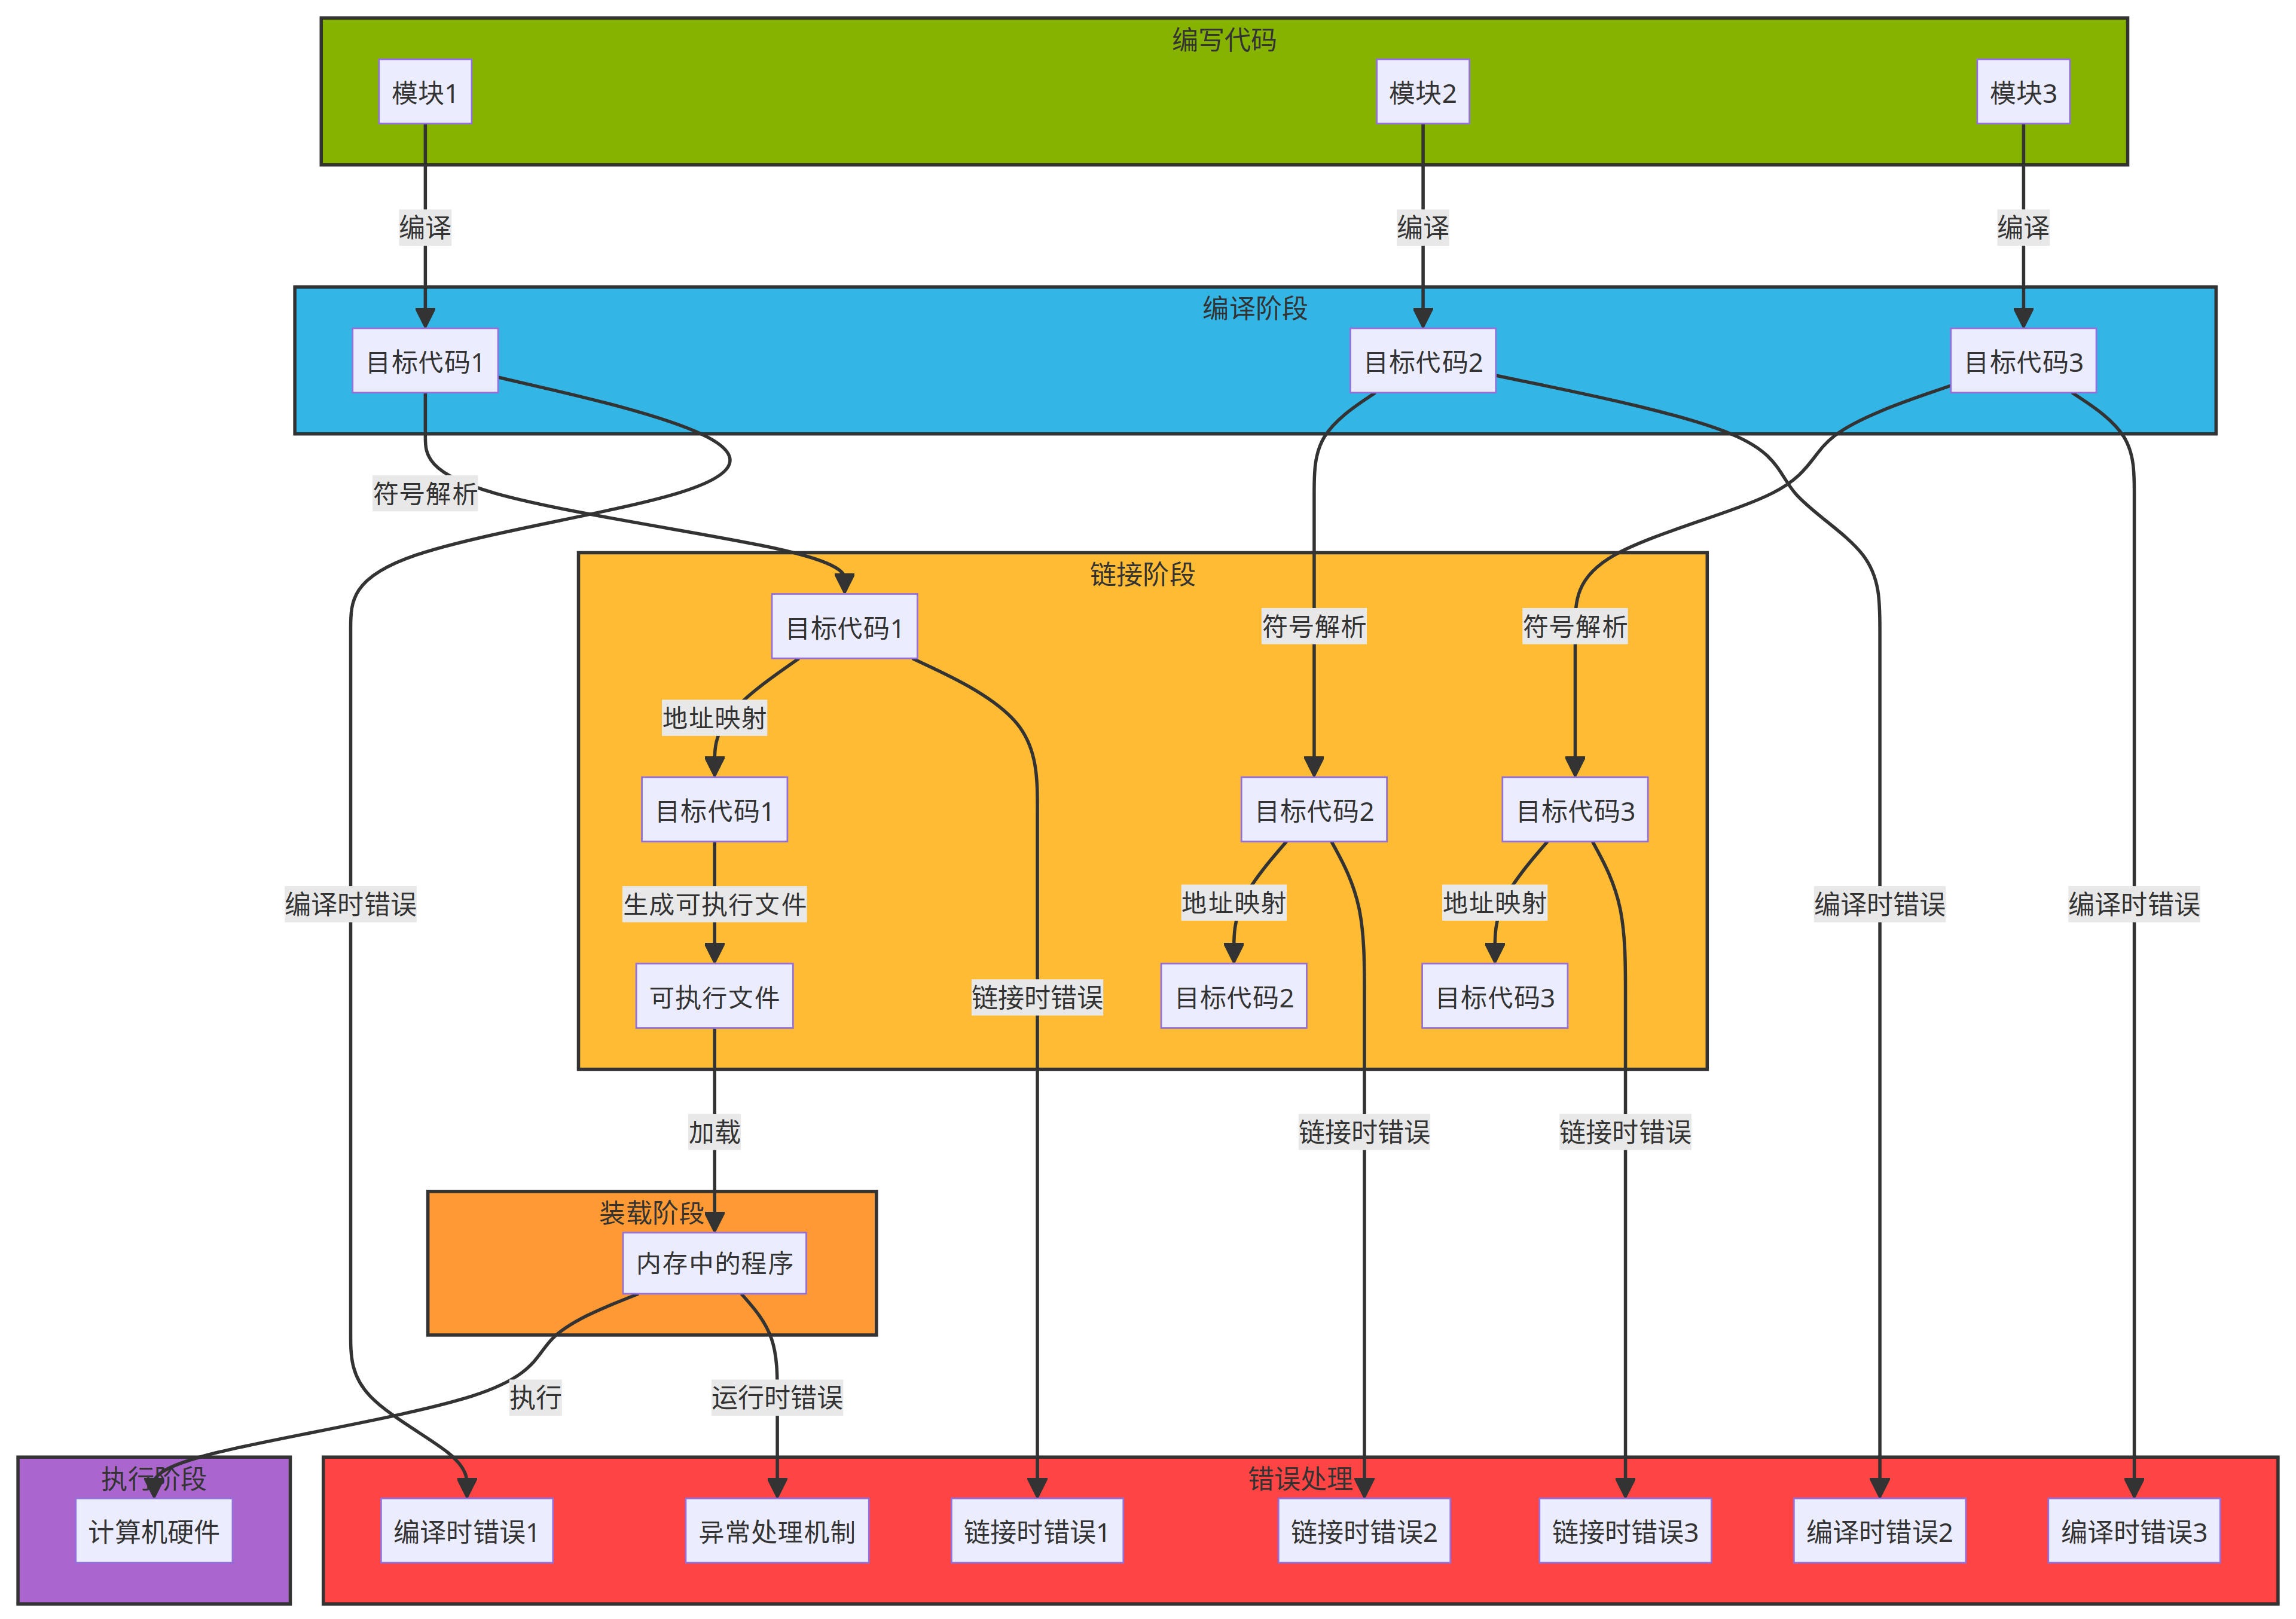 编写代码
模块1
模块2
模块3
编译
编译
编译
编译阶段
目标代码1
目标代码2
目标代码3
符号解析
链接阶段
目标代码1
符号解析
符号解析
地址映射
目标代码1
目标代码2
目标代码3
编译时错误
生成可执行文件
地址映射
地址映射
编译时错误
编译时错误
可执行文件
链接时错误
目标代码2
目标代码3
加载
链接时错误
链接时错误
装载阶段
内存中的程序
执行
运行时错误
执行阶段
错误处理
计算机硬件
编译时错误1
异常处理机制
链接时错误1
链接时错误2
链接时错误3
编译时错误2
编译时错误3